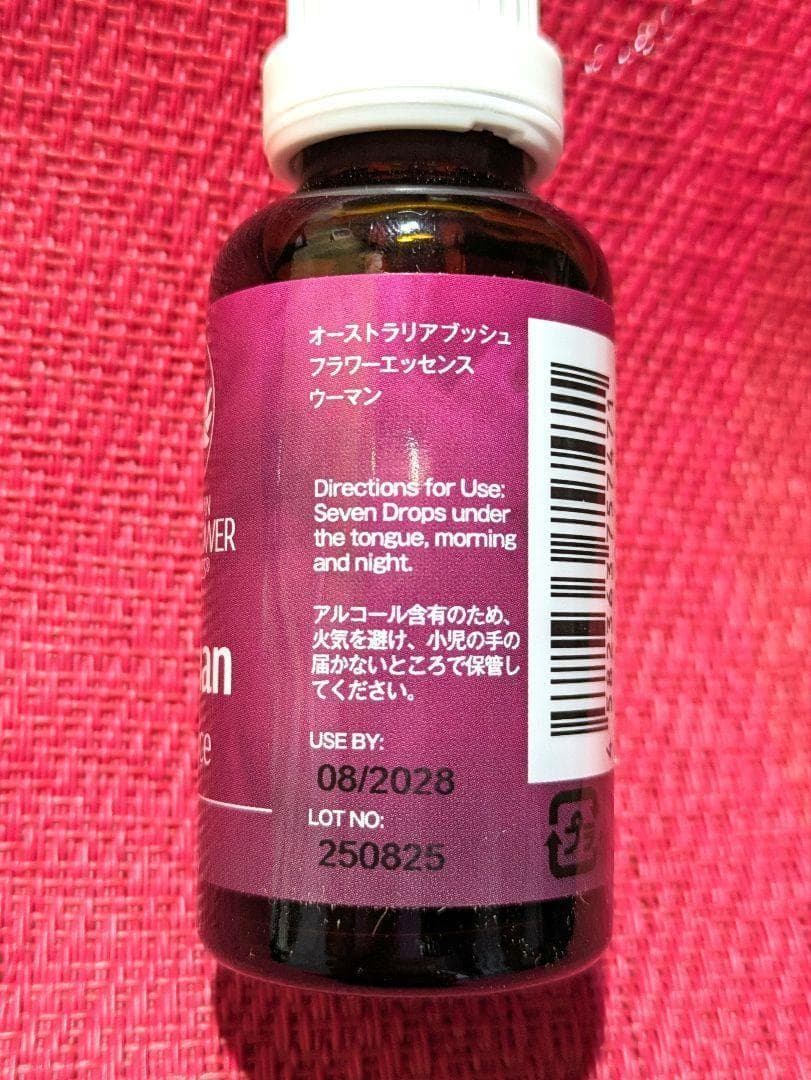 オーストラリアブッシュ
フラワーエッセンス
ウーマン
Directions for Use:
Seven Drops under
the tongue, morning
and night.
アルコール含有のため、
火気を避け、小児の手の
届かないところで保管し
てください。
USE BY:
08/2028
LOT NO:
250825